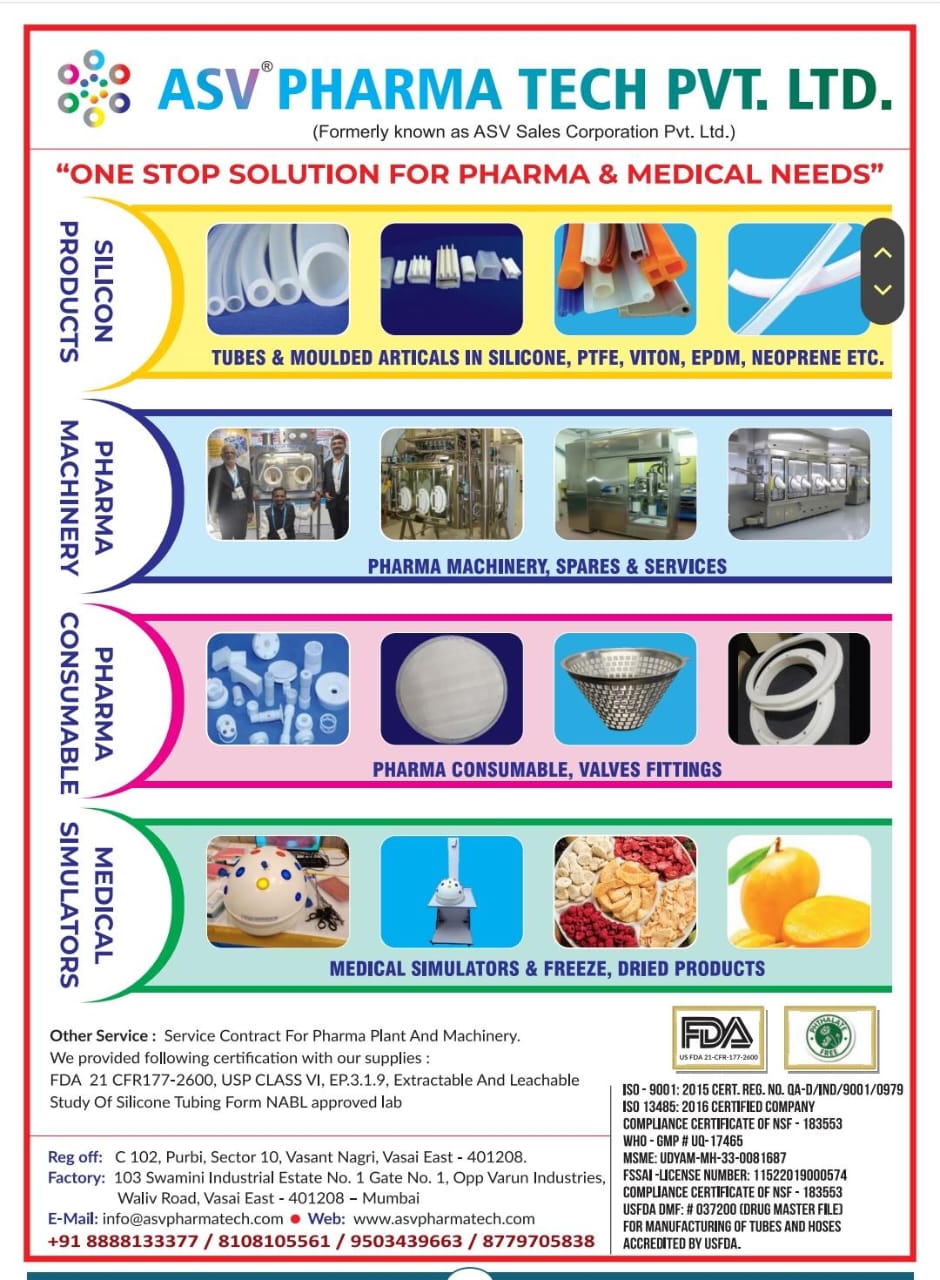 ASV® PHARMA TECH PVT. LTD.
(Formerly known as ASV Sales Corporation Pvt. Ltd.)
“ONE STOP SOLUTION FOR PHARMA & MEDICAL NEEDS”
SILICON
PRODUCTS
TUBES & MOULDED ARTICALS IN SILICONE, PTFE, VITON, EPDM, NEOPRENE ETC.
PHARMA
MACHINERY
PHARMA MACHINERY, SPARES & SERVICES
PHARMA
CONSUMABLE
PHARMA CONSUMABLE, VALVES FITTINGS
MEDICAL
SIMULATORS
MEDICAL SIMULATORS & FREEZE, DRIED PRODUCTS
Other Service : Service Contract For Pharma Plant And Machinery.
We provided following certification with our supplies :
FDA 21 CFR177-2600, USP CLASS VI, EP.3.1.9, Extractable And Leachable
Study Of Silicone Tubing Form NABL approved lab
FDA
US FDA 21-CFR-177-2600
PHTHALATE
FREE
ISO - 9001: 2015 CERT. REG. NO. QA-D/IND/9001/0979
ISO 13485: 2016 CERTIFIED COMPANY
COMPLIANCE CERTIFICATE OF NSF - 183553
WHO - GMP # UQ-17465
MSME: UDYAM-MH-33-0081687
FSSAI -LICENSE NUMBER: 11522019000574
COMPLIANCE CERTIFICATE OF NSF - 183553
USFDA DMF: # 037200 (DRUG MASTER FILE)
FOR MANUFACTURING OF TUBES AND HOSES
ACCREDITED BY USFDA.
Reg off: C 102, Purbi, Sector 10, Vasant Nagri, Vasai East - 401208.
Factory: 103 Swamini Industrial Estate No. 1 Gate No. 1, Opp Varun Industries,
Waliv Road, Vasai East - 401208 – Mumbai
E-Mail: info@asvpharmatech.com ● Web: www.asvpharmatech.com
+91 8888133377 / 8108105561 / 9503439663 / 8779705838